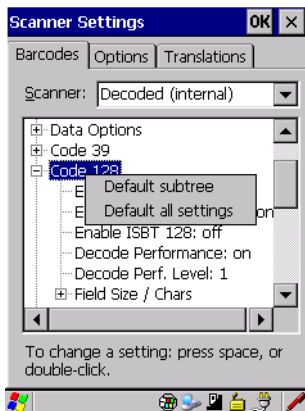 Scanner Settings OK
Barcodes Options Translations
Scanner: Decoded (internal)
Data Options
Code 39
Code 128
Default subtree
Default all settings
E
E on
Enable ISBT 128: off
Decode Performance: on
Decode Perf. Level: 1
Field Size / Chars
To change a setting: press space, or
double-click.